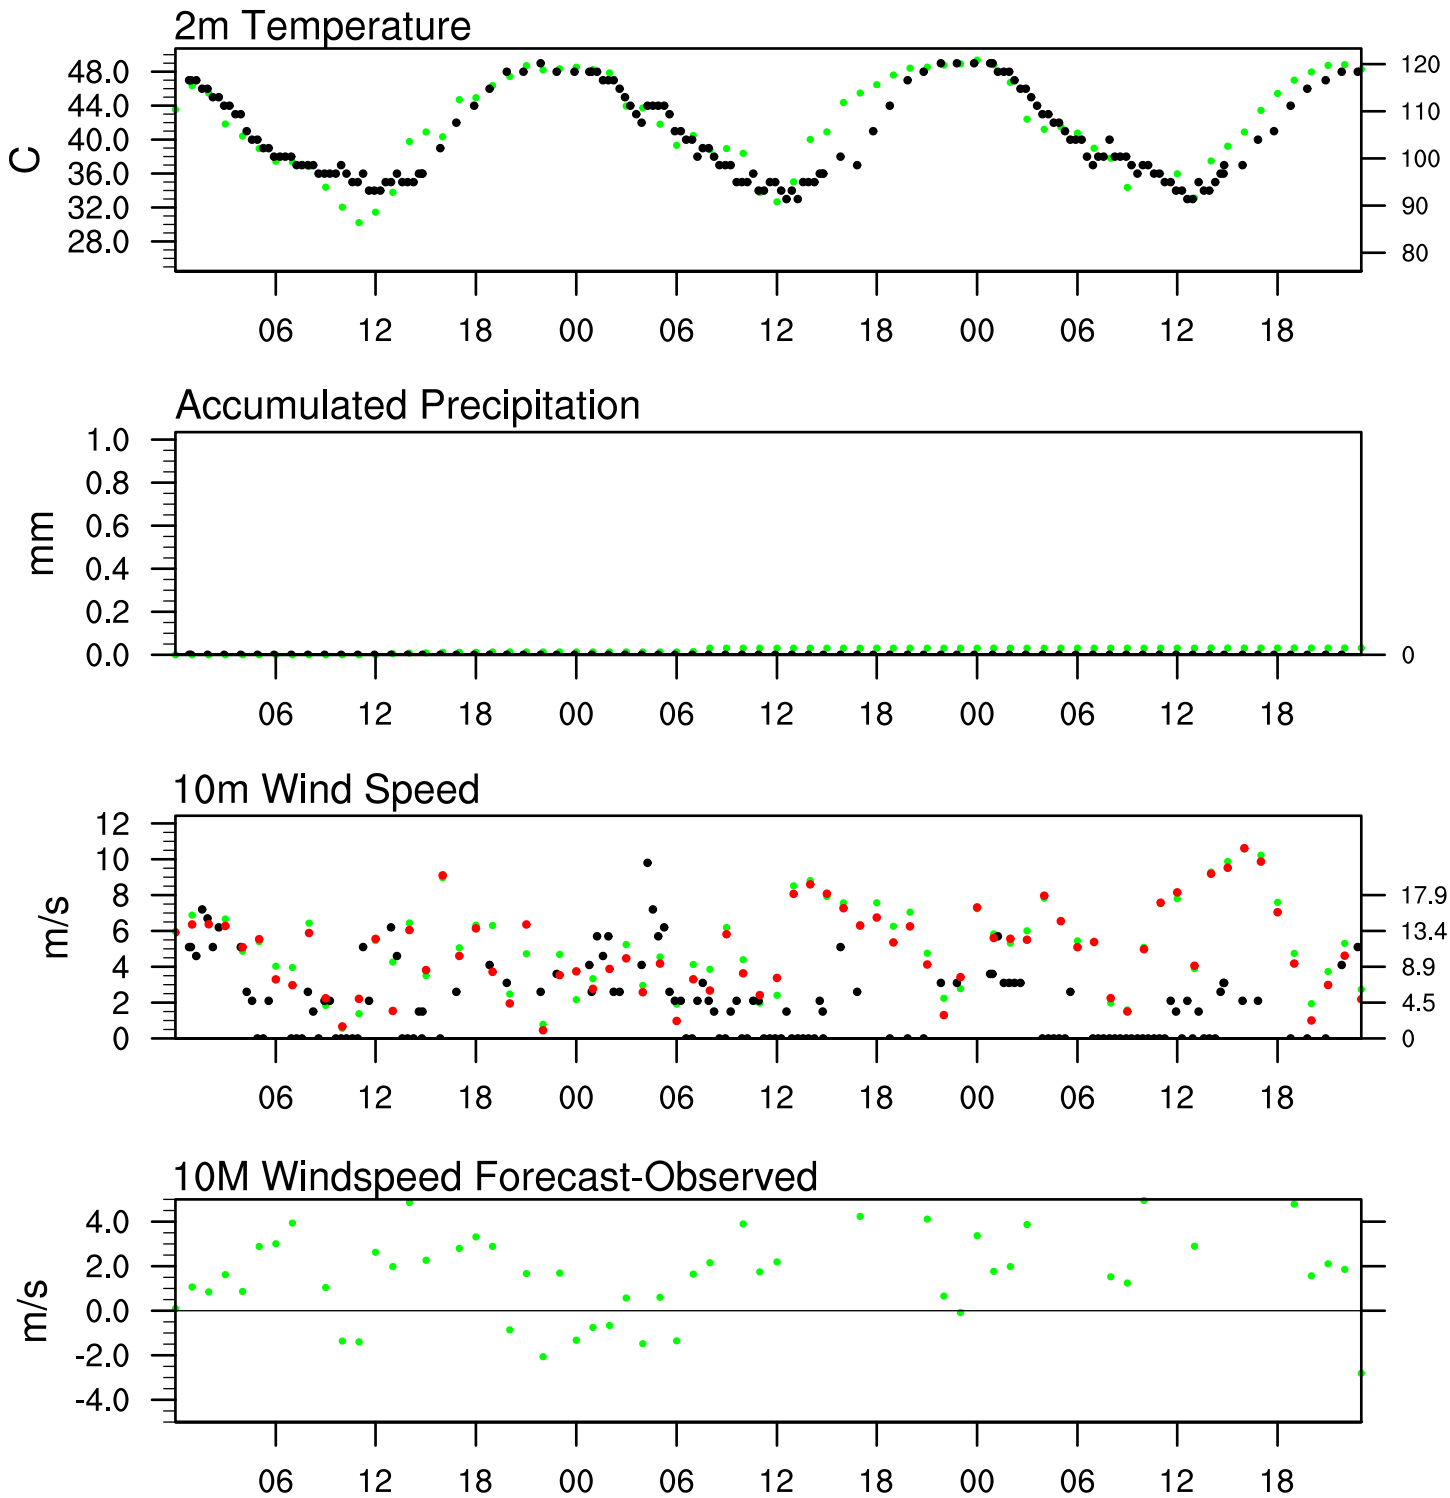 2m Temperature
48.0
44.0
40.0
36.0
32.0
28.0
C
120
110
100
90
80
06 12 18 00 06 12 18 00 06 12 18
Accumulated Precipitation
1.0
0.8
0.6
0.4
0.2
0.0
mm
0
06 12 18 00 06 12 18 00 06 12 18
10m Wind Speed
12
10
8
6
4
2
0
m/s
17.9
13.4
8.9
4.5
0
06 12 18 00 06 12 18 00 06 12 18
10M Windspeed Forecast-Observed
4.0
2.0
0.0
-2.0
-4.0
m/s
06 12 18 00 06 12 18 00 06 12 18